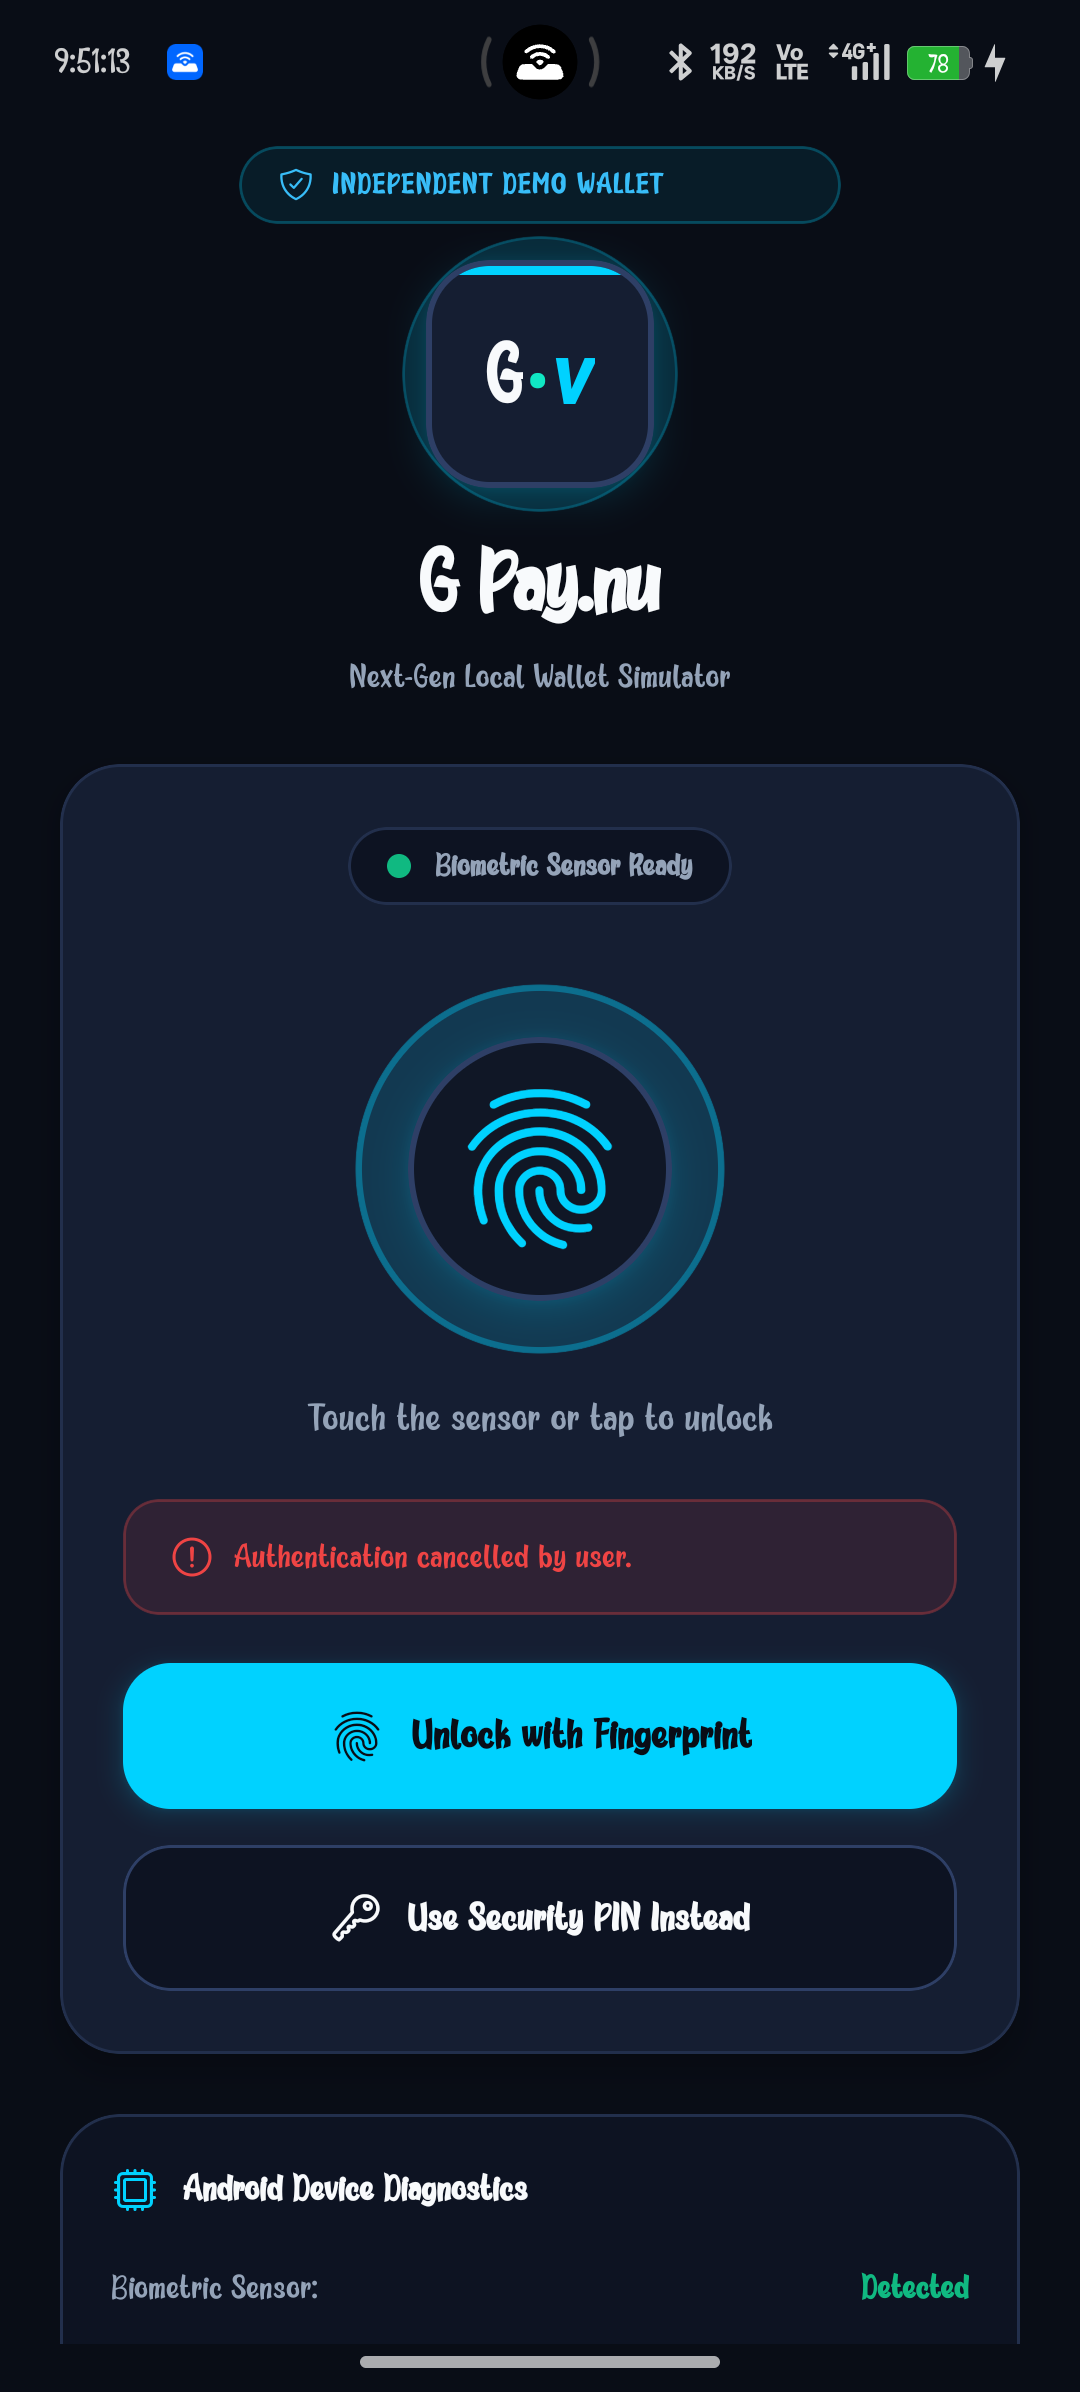 9:51:13
192 KB/S
Vo LTE
4G+
78
INDEPENDENT DEMO WALLET
G·v
G Pay.nu
Next-Gen Local Wallet Simulator
Biometric Sensor Ready
Touch the sensor or tap to unlock
Authentication cancelled by user.
Unlock with Fingerprint
Use Security PIN Instead
Android Device Diagnostics
Biometric Sensor: Detected